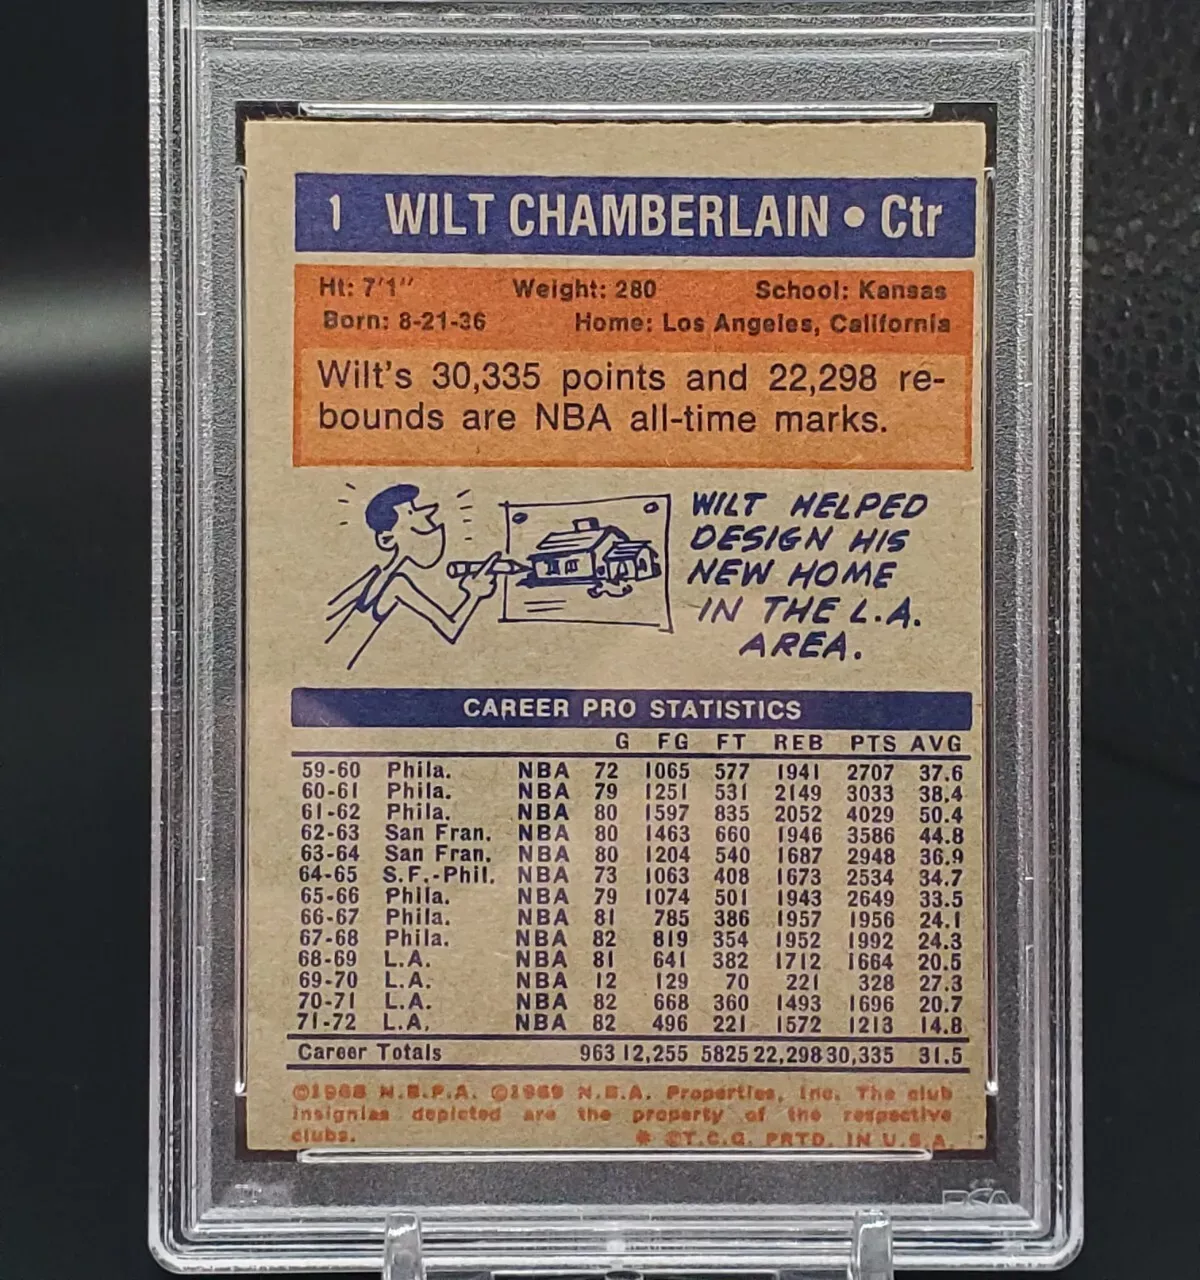 1 WILT CHAMBERLAIN • Ctr
Ht: 7'1" Weight: 280 School: Kansas
Born: 8-21-36 Home: Los Angeles, California
Wilt's 30,335 points and 22,298 re-
bounds are NBA all-time marks.
WILT HELPED
DESIGN HIS
NEW HOME
IN THE L.A.
AREA.
CAREER PRO STATISTICS
G FG FT REB PTS AVG
59-60 Phila. NBA 72 1065 577 1941 2707 37.6
60-61 Phila. NBA 79 1251 531 2149 3033 38.4
61-62 Phila. NBA 80 1597 835 2052 4029 50.4
62-63 San Fran. NBA 80 1463 660 1946 3586 44.8
63-64 San Fran. NBA 80 1204 540 1687 2948 36.9
64-65 S.F.-Phil. NBA 73 1063 408 1673 2534 34.7
65-66 Phila. NBA 79 1074 501 1943 2649 33.5
66-67 Phila. NBA 81 785 386 1957 1956 24.1
67-68 Phila. NBA 82 819 354 1952 1992 24.3
68-69 L.A. NBA 81 641 382 1712 1664 20.5
69-70 L.A. NBA 12 129 70 221 328 27.3
70-71 L.A. NBA 82 668 360 1493 1696 20.7
71-72 L.A. NBA 82 496 221 1572 1213 14.8
Career Totals 963 12,255 5825 22,298 30,335 31.5
©1968 N.B.P.A. ©1969 N.B.A. Properties, Inc. The club
insignias depicted are the property of the respective
clubs. * ©T.C.G. PRTD. IN U.S.A.
PSA